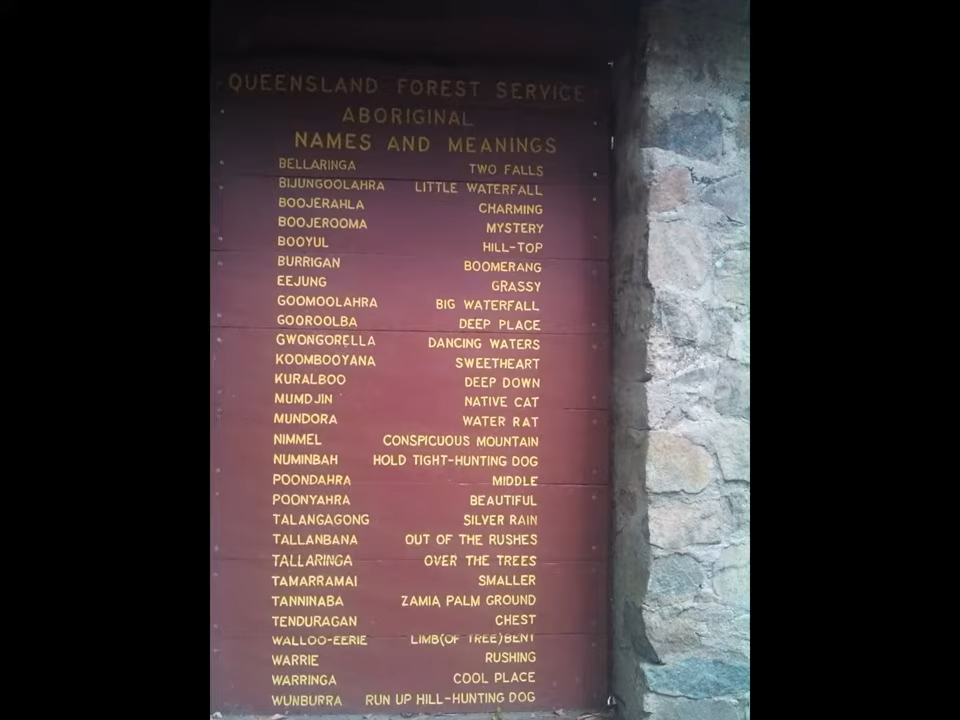 QUEENSLAND FOREST SERVICE
ABORIGINAL
NAMES AND MEANINGS
BELLARINGA TWO FALLS
BIJUNGOOLAHRA LITTLE WATERFALL
BOOJERAHLA CHARMING
BOOJEROOMA MYSTERY
BOOYUL HILL-TOP
BURRIGAN BOOMERANG
EEJUNG GRASSY
GOOMOOLAHRA BIG WATERFALL
GOOROOLBA DEEP PLACE
GWONGORELLA DANCING WATERS
KOOMBOOYANA SWEETHEART
KURALBOO DEEP DOWN
MUMDJIN NATIVE CAT
MUNDORA WATER RAT
NIMMEL CONSPICUOUS MOUNTAIN
NUMINBAH HOLD TIGHT-HUNTING DOG
POONDAHRA MIDDLE
POONYAHRA BEAUTIFUL
TALANGAGONG SILVER RAIN
TALLANBANA OUT OF THE RUSHES
TALLARINGA OVER THE TREES
TAMARRAMAI SMALLER
TANNINABA ZAMIA PALM GROUND
TENDURAGAN CHEST
WALLOO-EERIE LIMB(OF TREE)BENT
WARRIE RUSHING
WARRINGA COOL PLACE
WUNBURRA RUN UP HILL-HUNTING DOG